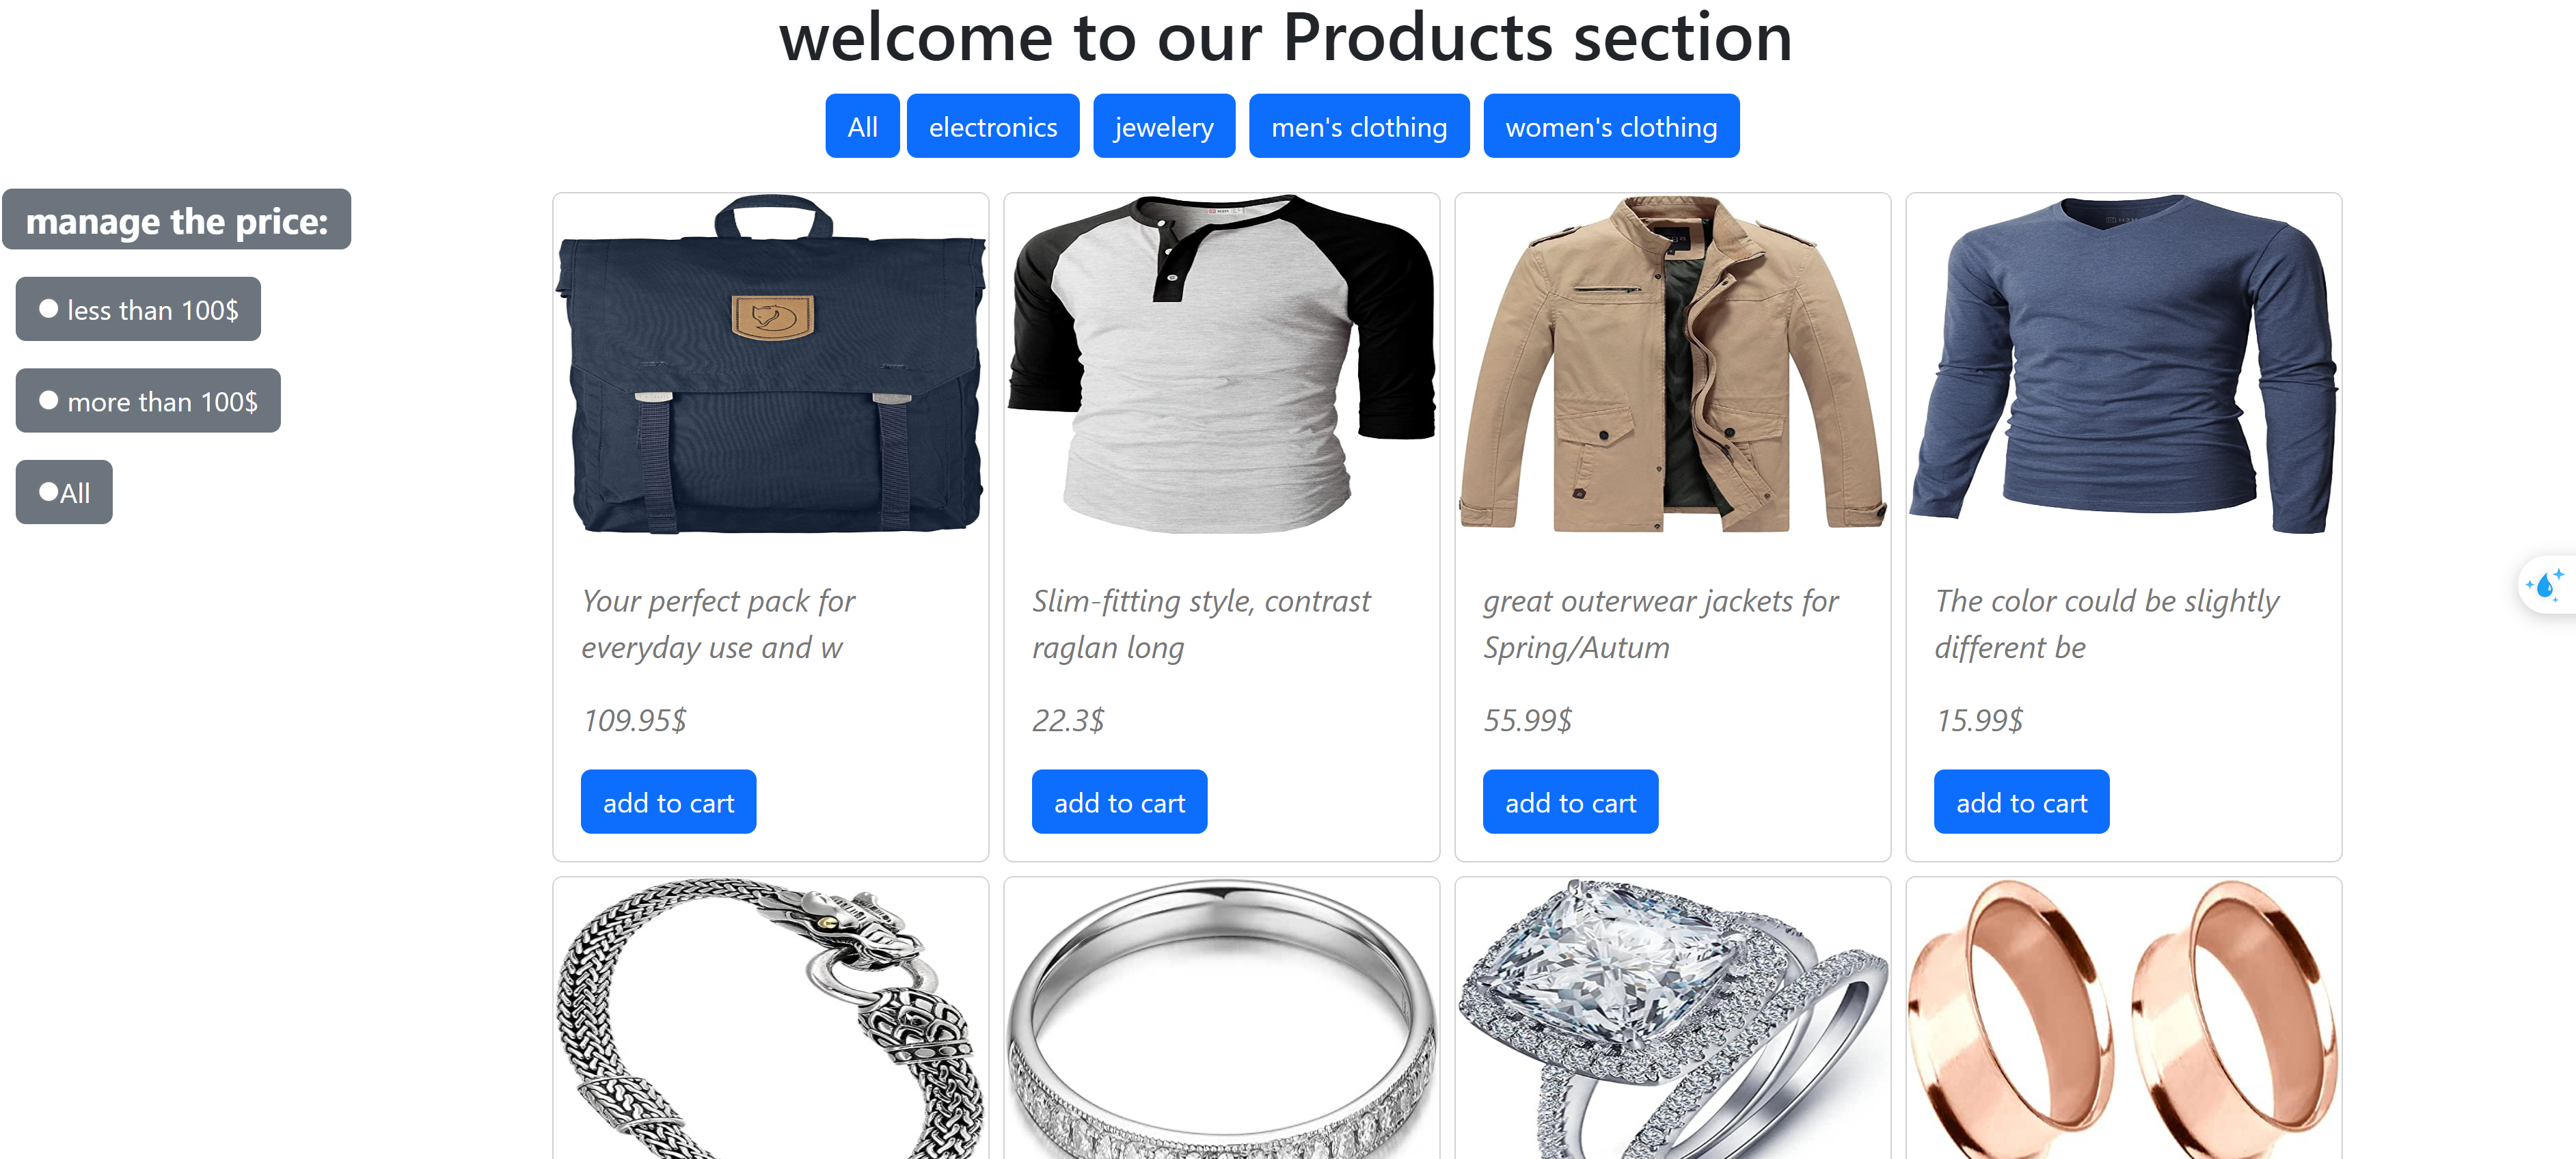 welcome to our Products section
All
electronics
jewelery
men's clothing
women's clothing
manage the price:
less than 100$
more than 100$
All
Your perfect pack for
everyday use and w
109.95$
add to cart
Slim-fitting style, contrast
raglan long
22.3$
add to cart
great outerwear jackets for
Spring/Autum
55.99$
add to cart
The color could be slightly
different be
15.99$
add to cart